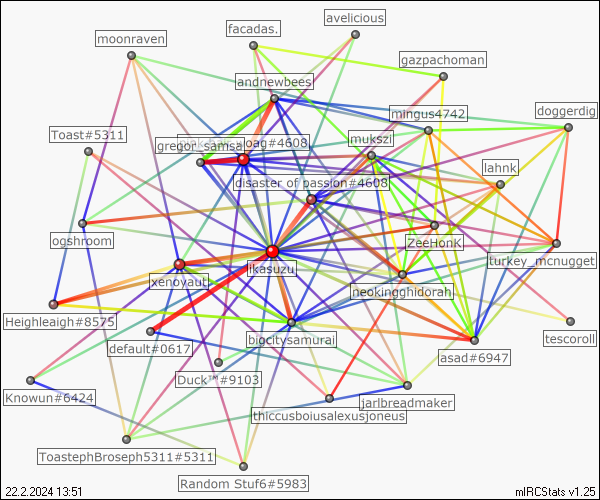 avelicious
facadas.
moonraven
gazpachoman
andnewbees
mingus4742
doggerdig
Toast#5311
gregor_samsa
oag#4608
mukszi
lahnk
disaster of passion#4608
ogshroom
ZeeHonK
turkey_mcnugget
ikasuzu
xenoyaut
neokingghidorah
Heighleaigh#8575
bigcitysamurai
tescoroll
default#0617
asad#6947
Duck™#9103
Knowun#6424
jarlbreadmaker
thiccusboiusalexusjoneus
ToastephBroseph5311#5311
Random Stuf6#5983
22.2.2024 13:51
mIRCStats v1.25